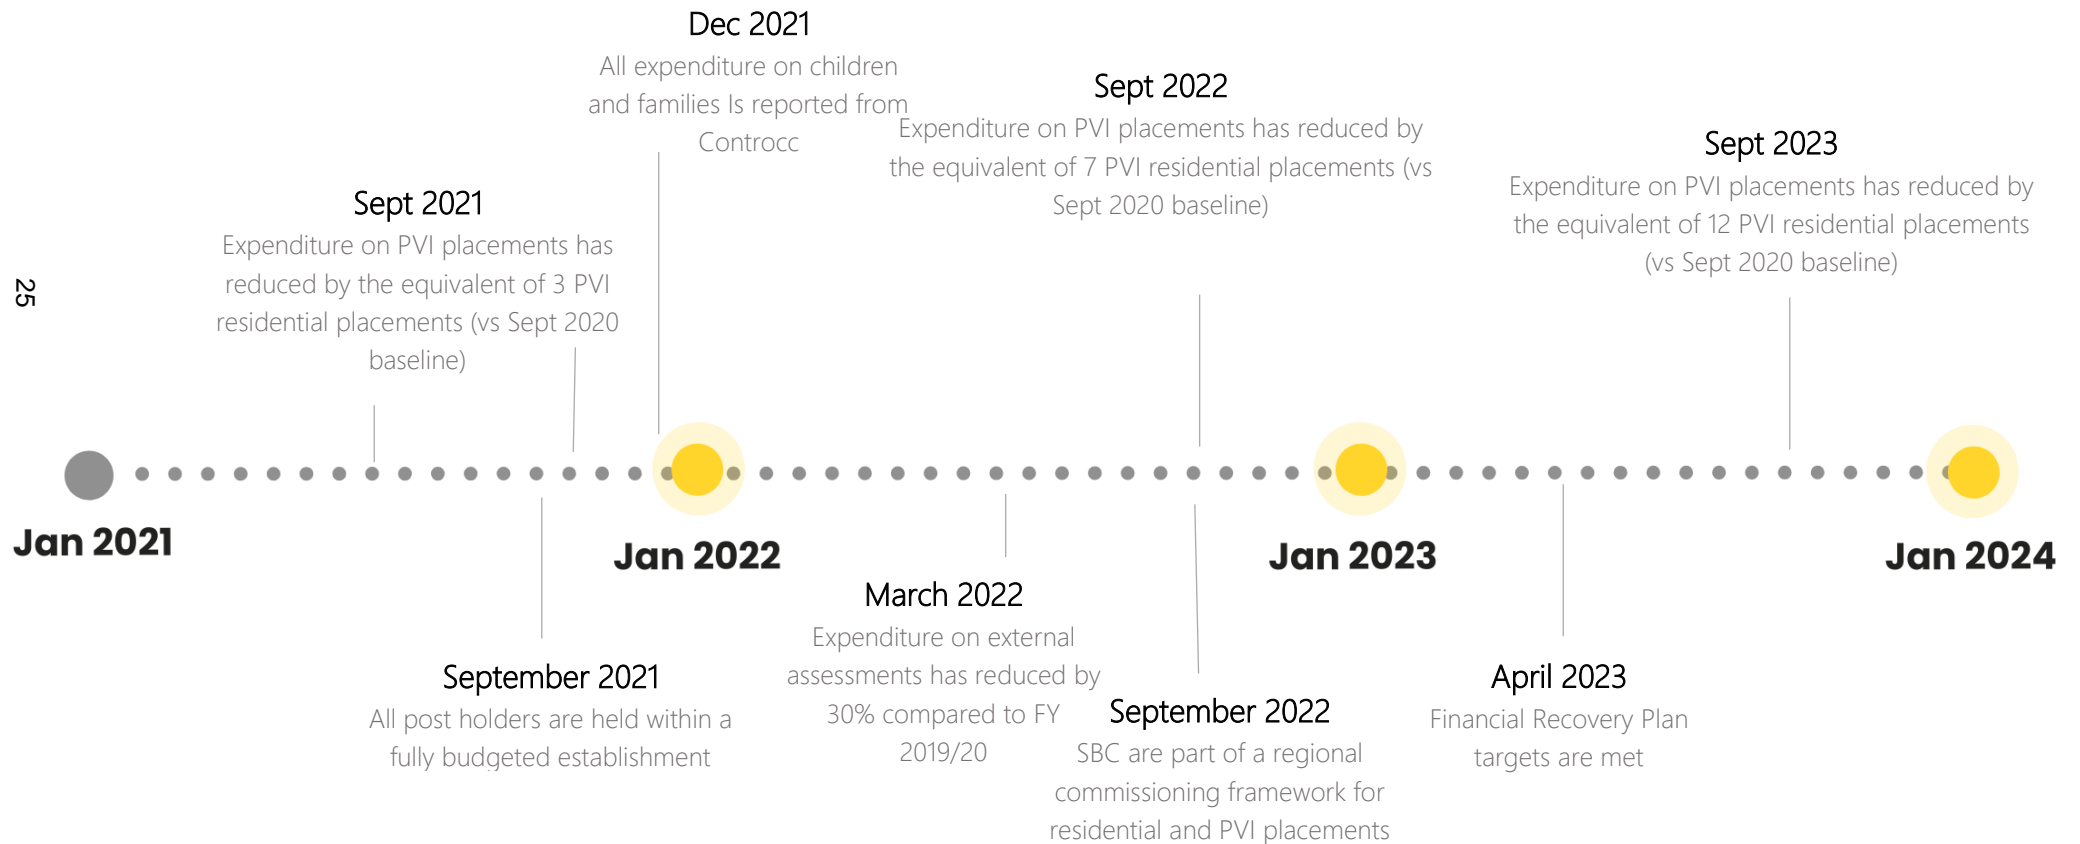 Dec 2021
All expenditure on children
and families Is reported from
Controcc
Sept 2022
Expenditure on PVI placements has reduced by
the equivalent of 7 PVI residential placements (vs
Sept 2020 baseline)
Sept 2023
Expenditure on PVI placements has reduced by
the equivalent of 12 PVI residential placements
(vs Sept 2020 baseline)
Sept 2021
Expenditure on PVI placements has
reduced by the equivalent of 3 PVI
residential placements (vs Sept 2020
baseline)
25
Jan 2021
Jan 2022
Jan 2023
Jan 2024
September 2021
All post holders are held within a
fully budgeted establishment
March 2022
Expenditure on external
assessments has reduced by
30% compared to FY
2019/20
September 2022
SBC are part of a regional
commissioning framework for
residential and PVI placements
April 2023
Financial Recovery Plan
targets are met